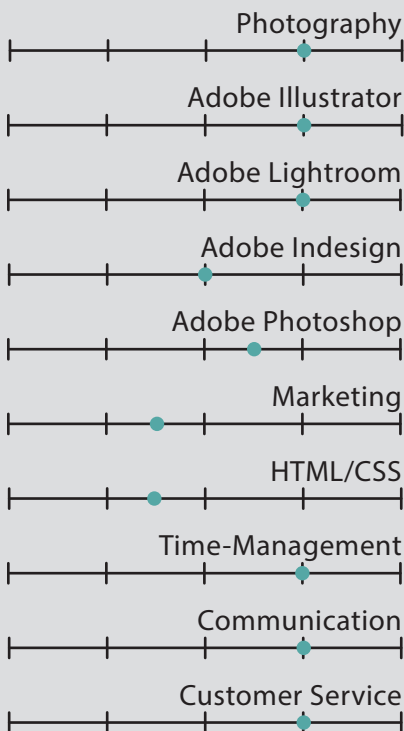 Photography
Adobe Illustrator
Adobe Lightroom
Adobe Indesign
Adobe Photoshop
Marketing
HTML/CSS
Time-Management
Communication
Customer Service